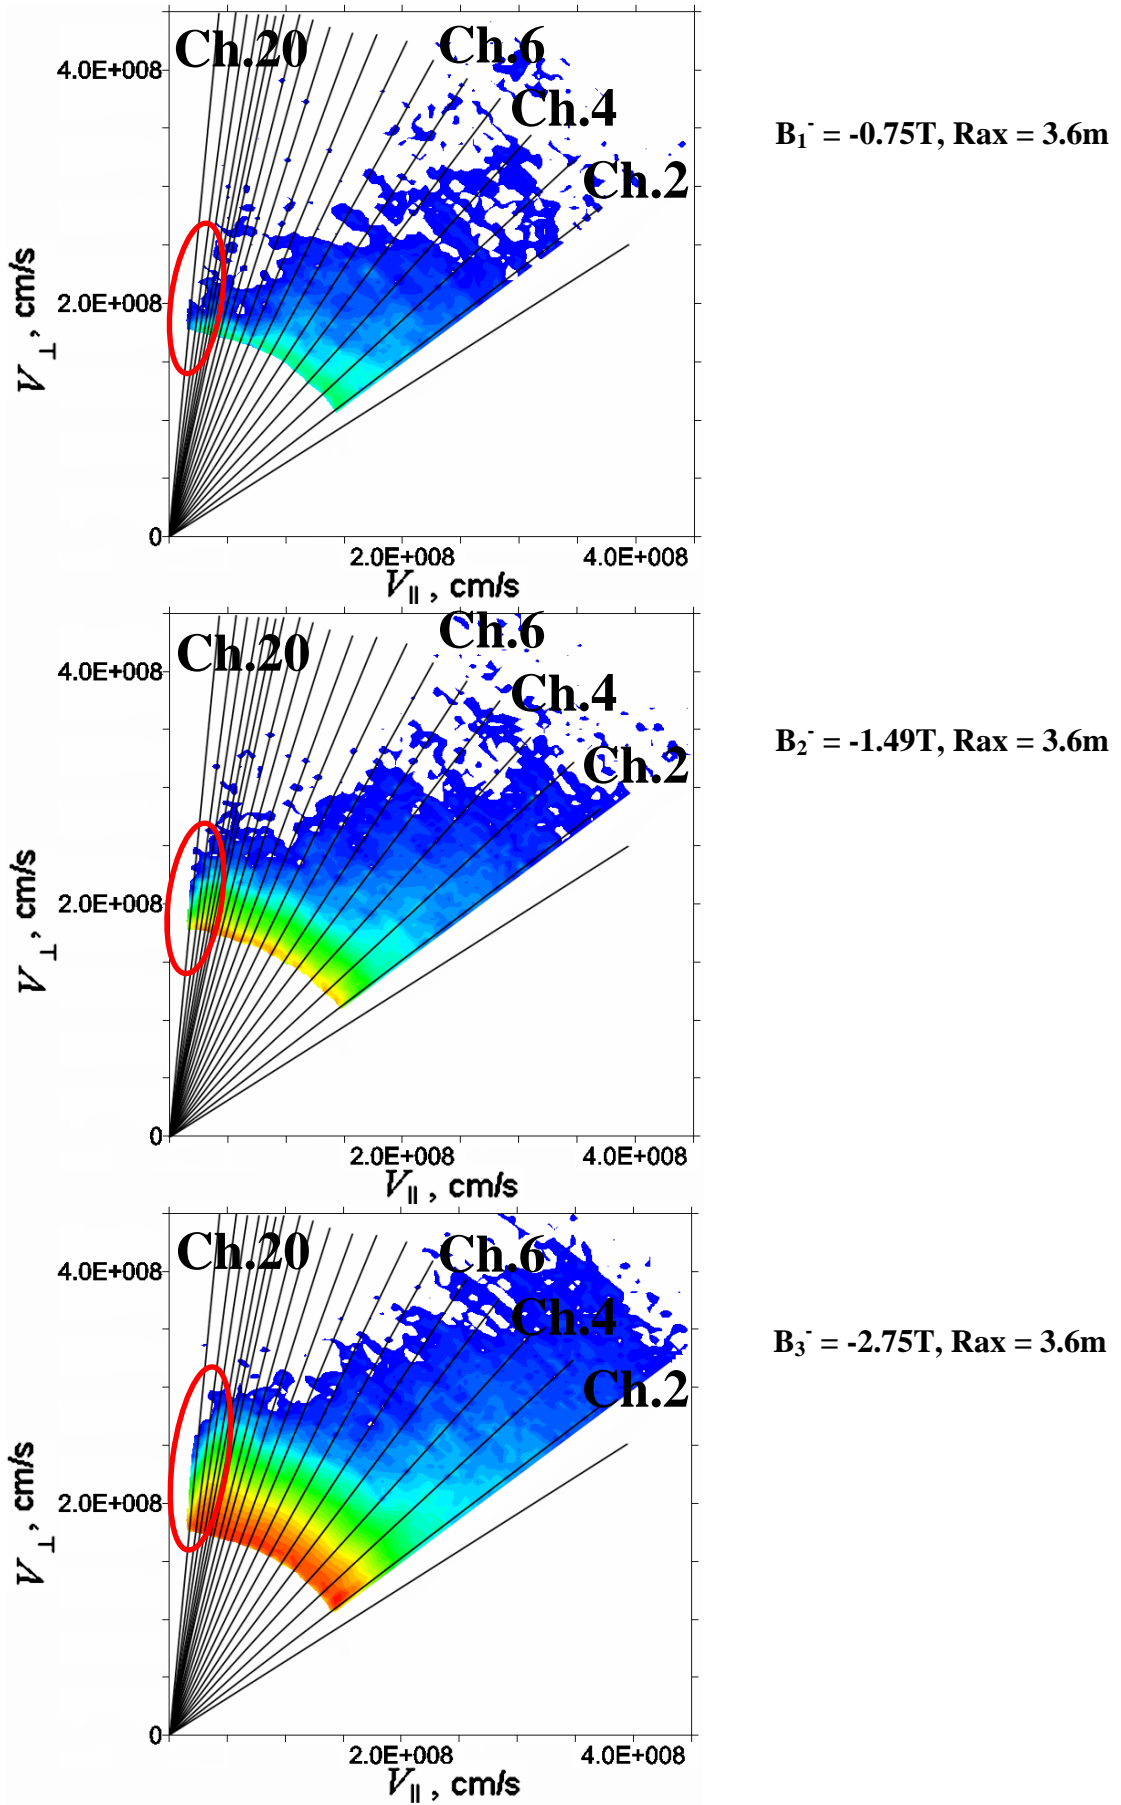 Ch.20
Ch.6
4.0E+008
Ch.4
B₁⁻ = -0.75T, Rax = 3.6m
Ch.2
2.0E+008
V⊥, cm/s
0
2.0E+008
4.0E+008
V||, cm/s
Ch.20
Ch.6
4.0E+008
Ch.4
B₂⁻ = -1.49T, Rax = 3.6m
Ch.2
2.0E+008
V⊥, cm/s
0
2.0E+008
4.0E+008
V||, cm/s
Ch.20
Ch.6
4.0E+008
Ch.4
B₃⁻ = -2.75T, Rax = 3.6m
Ch.2
2.0E+008
V⊥, cm/s
0
2.0E+008
4.0E+008
V||, cm/s